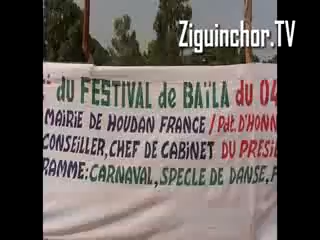 Ziguinchor.TV
du FESTIVAL de BAÏLA du 04
MAIRIE DE HOUDAN FRANCE / Pdt. D'HONN
CONSEILLER, CHEF DE CABINET DU PRESI
RAMME: CARNAVAL, SPECLE DE DANSE, F